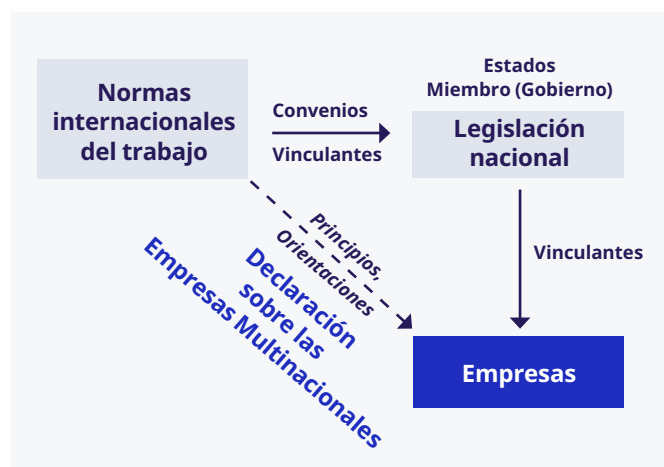 Normas
internacionales
del trabajo
Convenios
Vinculantes
Estados
Miembro (Gobierno)
Legislación
nacional
Vinculantes
Principios,
Orientaciones
Declaración
sobre las
Empresas Multinacionales
Empresas